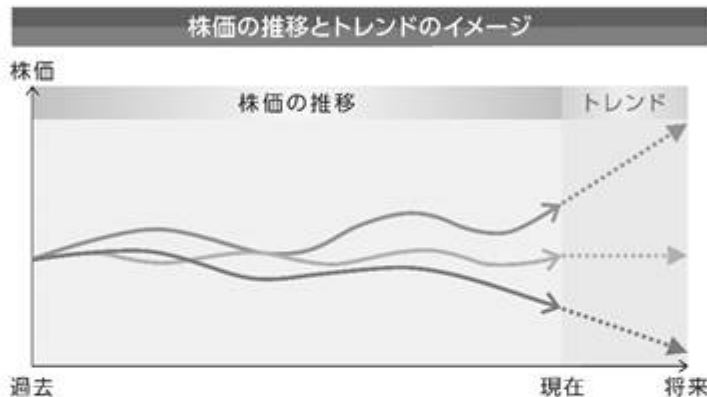 株価の推移とトレンドのイメージ
株価
株価の推移
トレンド
過去
現在
将来